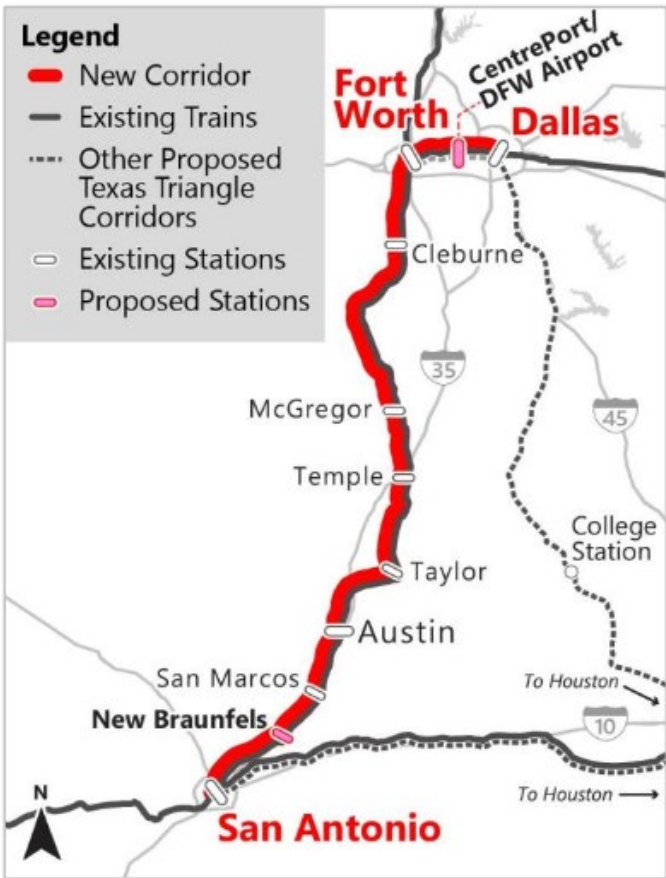 Legend
New Corridor
Existing Trains
Other Proposed
Texas Triangle
Corridors
Existing Stations
Proposed Stations
CentrePort/
DFW Airport
Fort
Worth
Dallas
Cleburne
35
McGregor
45
Temple
College
Station
Taylor
Austin
San Marcos
To Houston
New Braunfels
10
To Houston
N
San Antonio